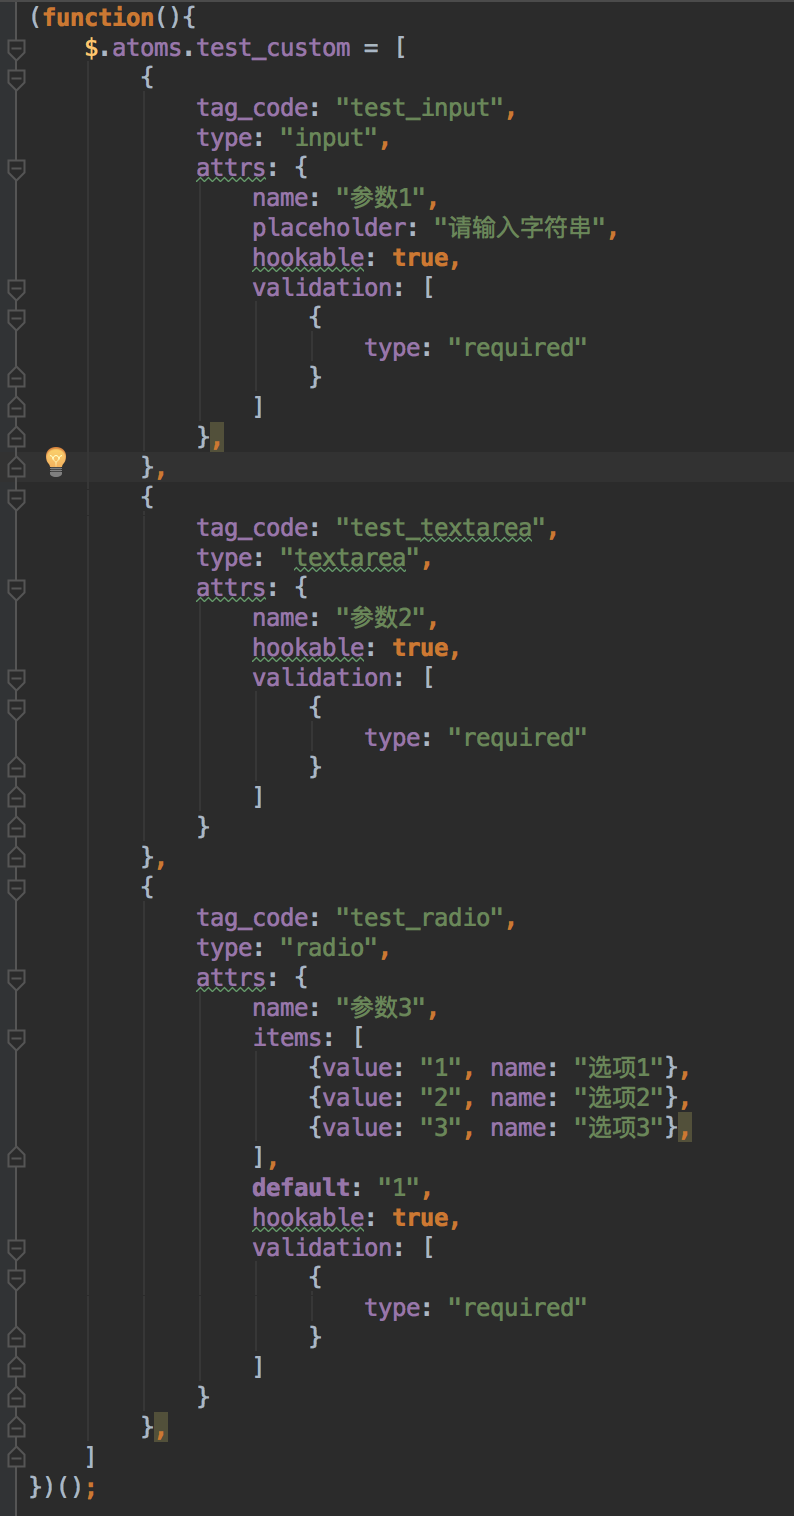 (function(){
    $.atoms.test_custom = [
        {
            tag_code: "test_input",
            type: "input",
            attrs: {
                name: "参数1",
                placeholder: "请输入字符串",
                hookable: true,
                validation: [
                    {
                        type: "required"
                    }
                ]
            },
        },
        {
            tag_code: "test_textarea",
            type: "textarea",
            attrs: {
                name: "参数2",
                hookable: true,
                validation: [
                    {
                        type: "required"
                    }
                ]
            }
        },
        {
            tag_code: "test_radio",
            type: "radio",
            attrs: {
                name: "参数3",
                items: [
                    {value: "1", name: "选项1"},
                    {value: "2", name: "选项2"},
                    {value: "3", name: "选项3"},
                ],
                default: "1",
                hookable: true,
                validation: [
                    {
                        type: "required"
                    }
                ]
            }
        },
    ]
})();